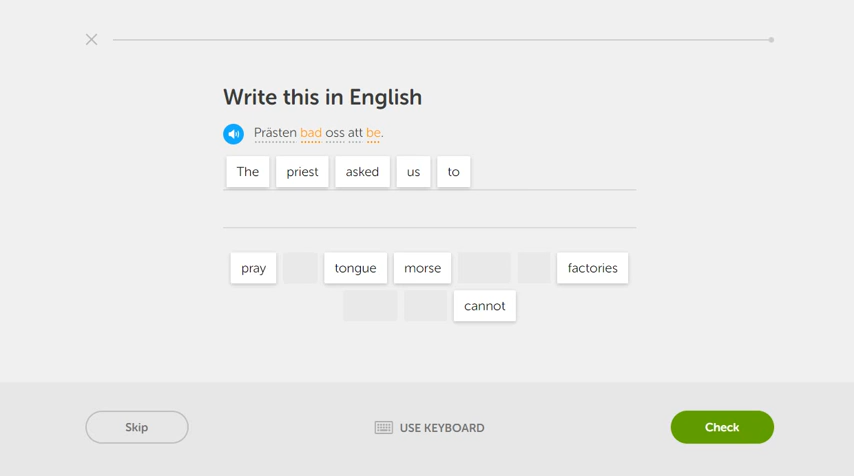 Write this in English
Prästen bad oss att be.
The priest asked us to
pray tongue morse factories
cannot
Skip USE KEYBOARD Check